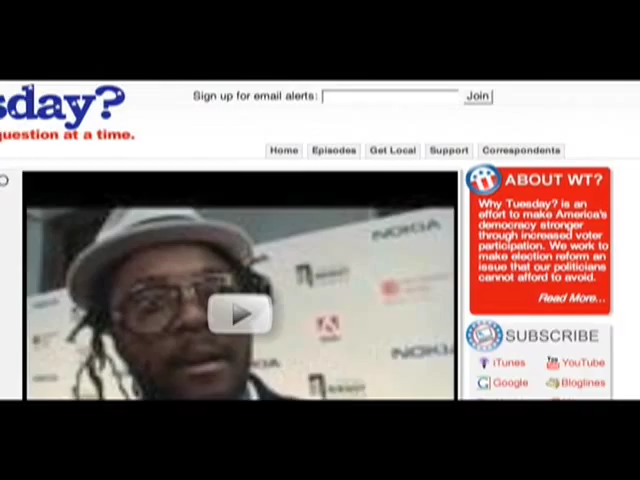 sday?
question at a time.
Sign up for email alerts:
Join
Home
Episodes
Get Local
Support
Correspondents
NOKIA
NOKIA
ABOUT WT?
Why Tuesday? is an
effort to make America's
democracy stronger
through increased voter
participation. We work to
make election reform an
issue that our politicians
cannot afford to avoid.
Read More...
SUBSCRIBE
iTunes
YouTube
Google
Bloglines